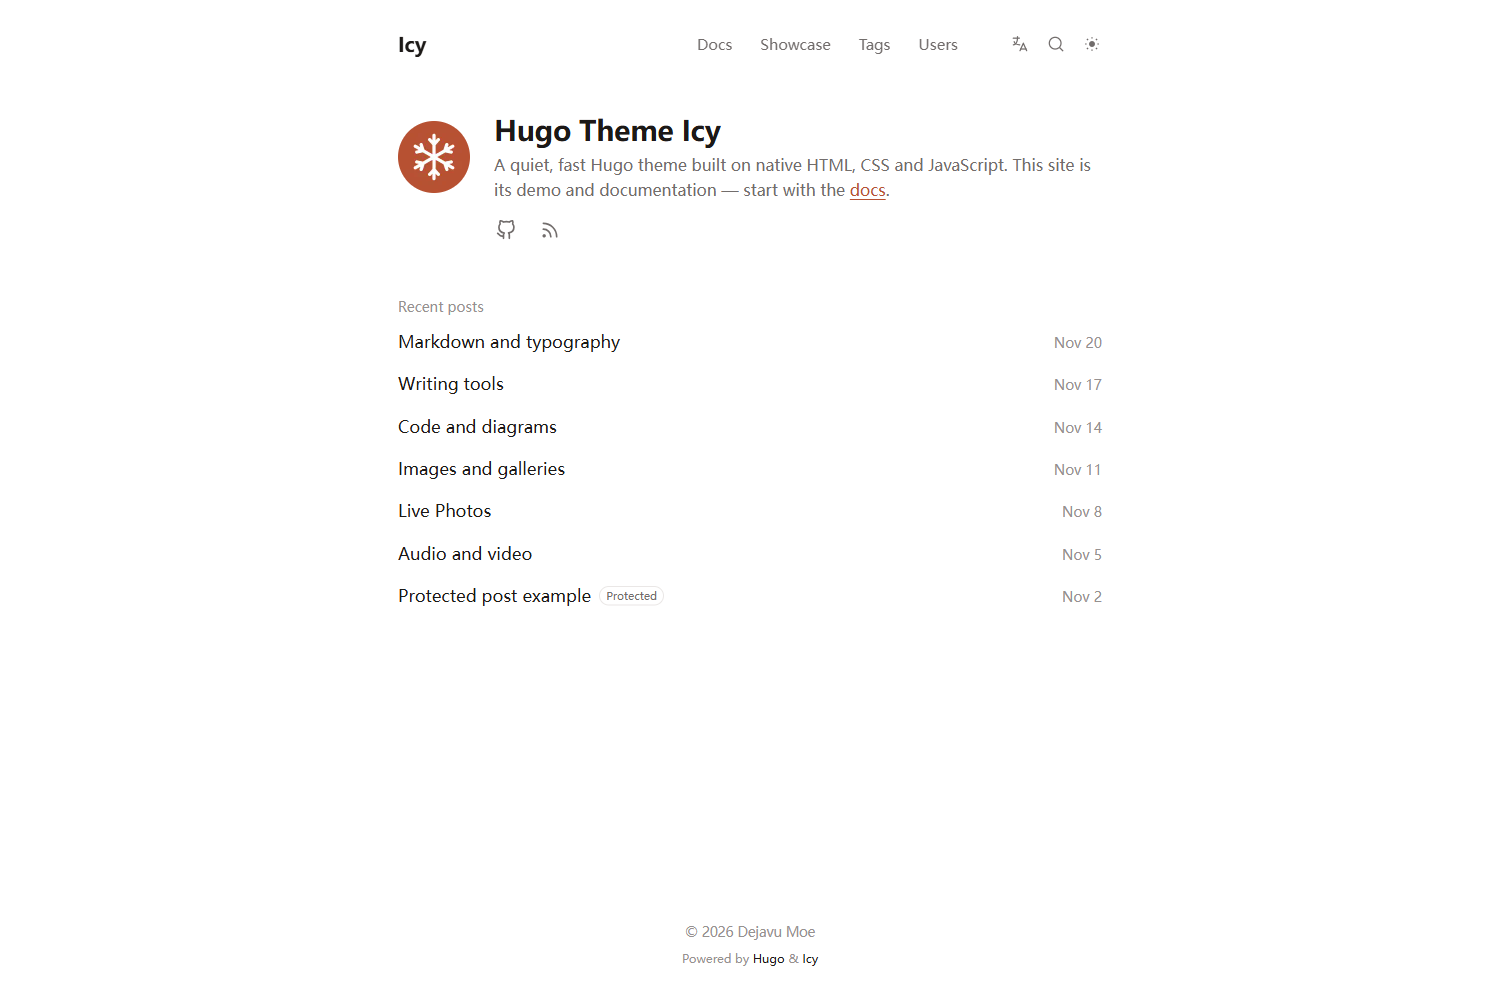 Icy
Docs
Showcase
Tags
Users
Hugo Theme Icy
A quiet, fast Hugo theme built on native HTML, CSS and JavaScript. This site is
its demo and documentation — start with the docs.
Recent posts
Markdown and typography
Nov 20
Writing tools
Nov 17
Code and diagrams
Nov 14
Images and galleries
Nov 11
Live Photos
Nov 8
Audio and video
Nov 5
Protected post example
Protected
Nov 2
© 2026 Dejavu Moe
Powered by Hugo & Icy